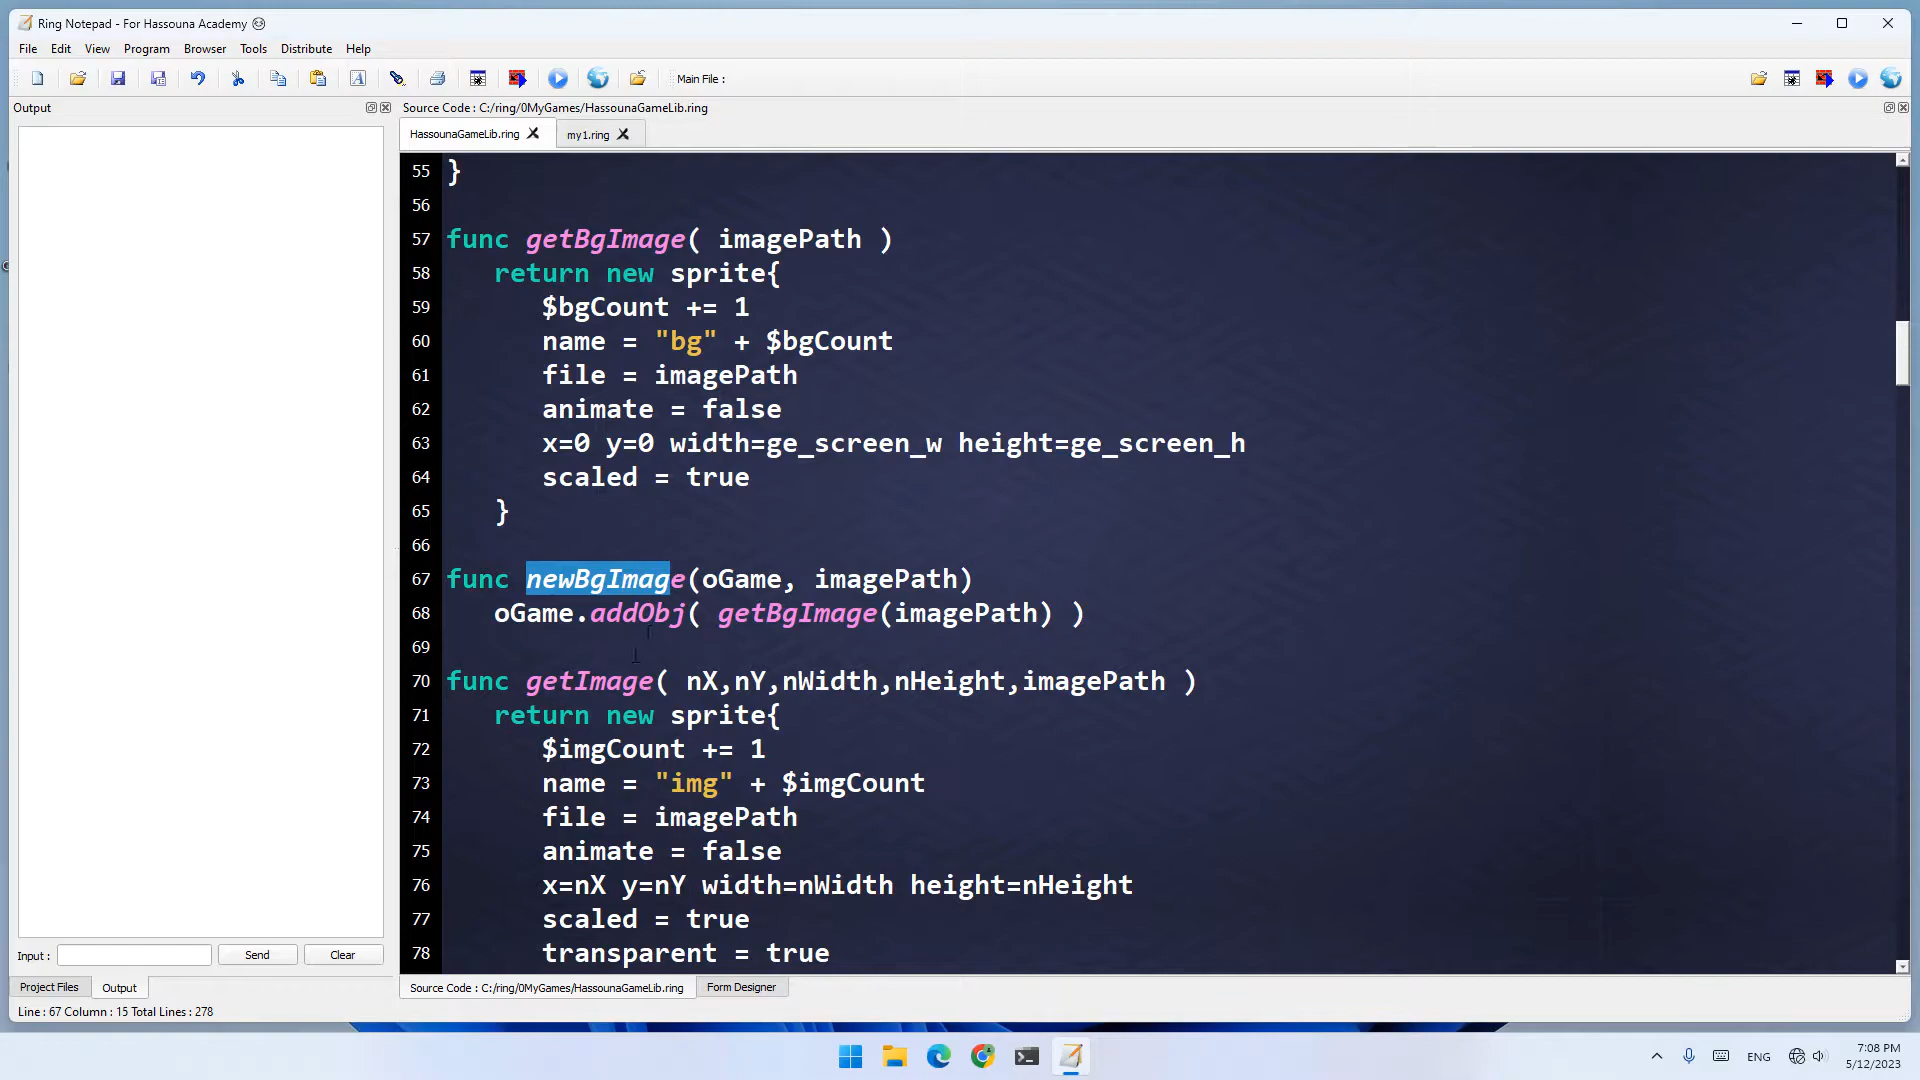 Ring Notepad - For Hassouna Academy
File Edit View Program Browser Tools Distribute Help
Main File :
Output
Source Code : C:/ring/0MyGames/HassounaGameLib.ring
HassounaGameLib.ring
my1.ring
55 }
56
57 func getBgImage( imagePath )
58 return new sprite{
59 $bgCount += 1
60 name = "bg" + $bgCount
61 file = imagePath
62 animate = false
63 x=0 y=0 width=ge_screen_w height=ge_screen_h
64 scaled = true
65 }
66
67 func newBgImage(oGame, imagePath)
68 oGame.addObj( getBgImage(imagePath) )
69
70 func getImage( nX,nY,nWidth,nHeight,imagePath )
71 return new sprite{
72 $imgCount += 1
73 name = "img" + $imgCount
74 file = imagePath
75 animate = false
76 x=nX y=nY width=nWidth height=nHeight
77 scaled = true
78 transparent = true
Input : Send Clear
Project Files Output
Source Code : C:/ring/0MyGames/HassounaGameLib.ring Form Designer
Line : 67 Column : 15 Total Lines : 278
ENG
7:08 PM
5/12/2023